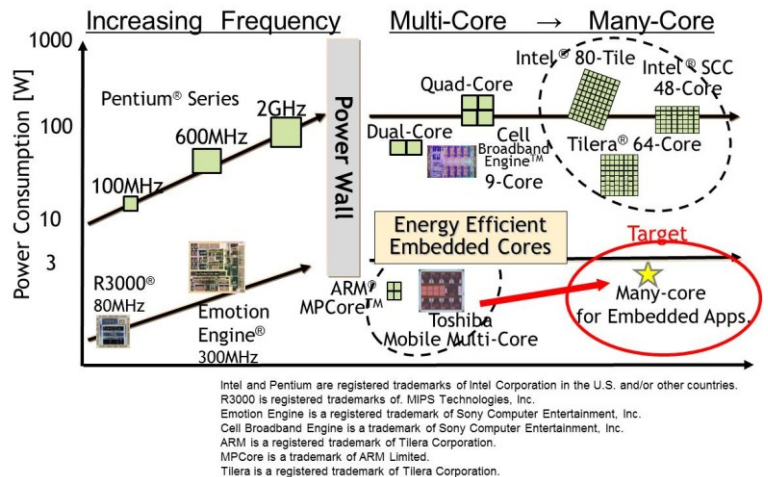 Increasing Frequency
Multi-Core → Many-Core
Power Consumption [W]
1000
100
10
3
Pentium® Series
100MHz
600MHz
2GHz
R3000®
80MHz
Emotion
Engine®
300MHz
Power Wall
Quad-Core
Dual-Core
Cell
Broadband
Engine™
9-Core
Intel® 80-Tile
Intel® SCC
48-Core
Tilera® 64-Core
Energy Efficient
Embedded Cores
ARM®
MPCore™
Toshiba
Mobile Multi-Core
Target
Many-core
for Embedded Apps.
Intel and Pentium are registered trademarks of Intel Corporation in the U.S. and/or other countries.
R3000 is registered trademarks of. MIPS Technologies, Inc.
Emotion Engine is a registered trademark of Sony Computer Entertainment, Inc.
Cell Broadband Engine is a trademark of Sony Computer Entertainment, Inc.
ARM is a registered trademark of Tilera Corporation.
MPCore is a trademark of ARM Limited.
Tilera is a registered trademark of Tilera Corporation.